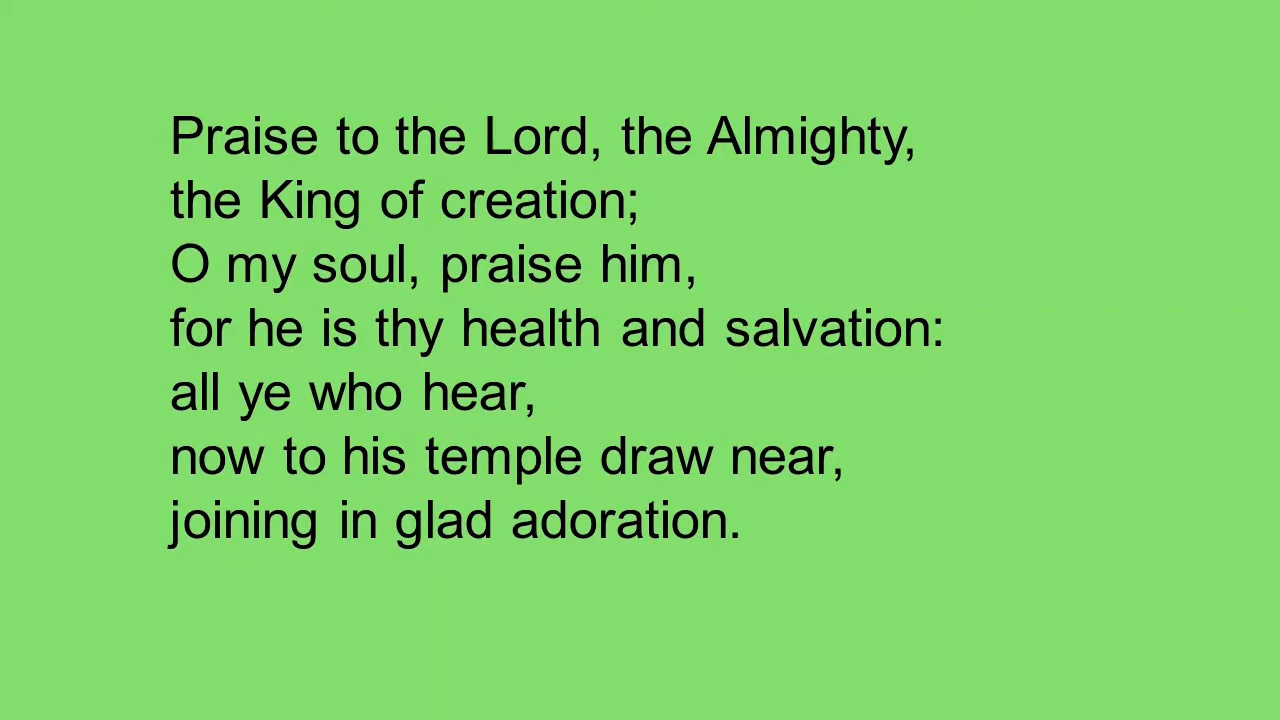 Praise to the Lord, the Almighty,
the King of creation;
O my soul, praise him,
for he is thy health and salvation:
all ye who hear,
now to his temple draw near,
joining in glad adoration.